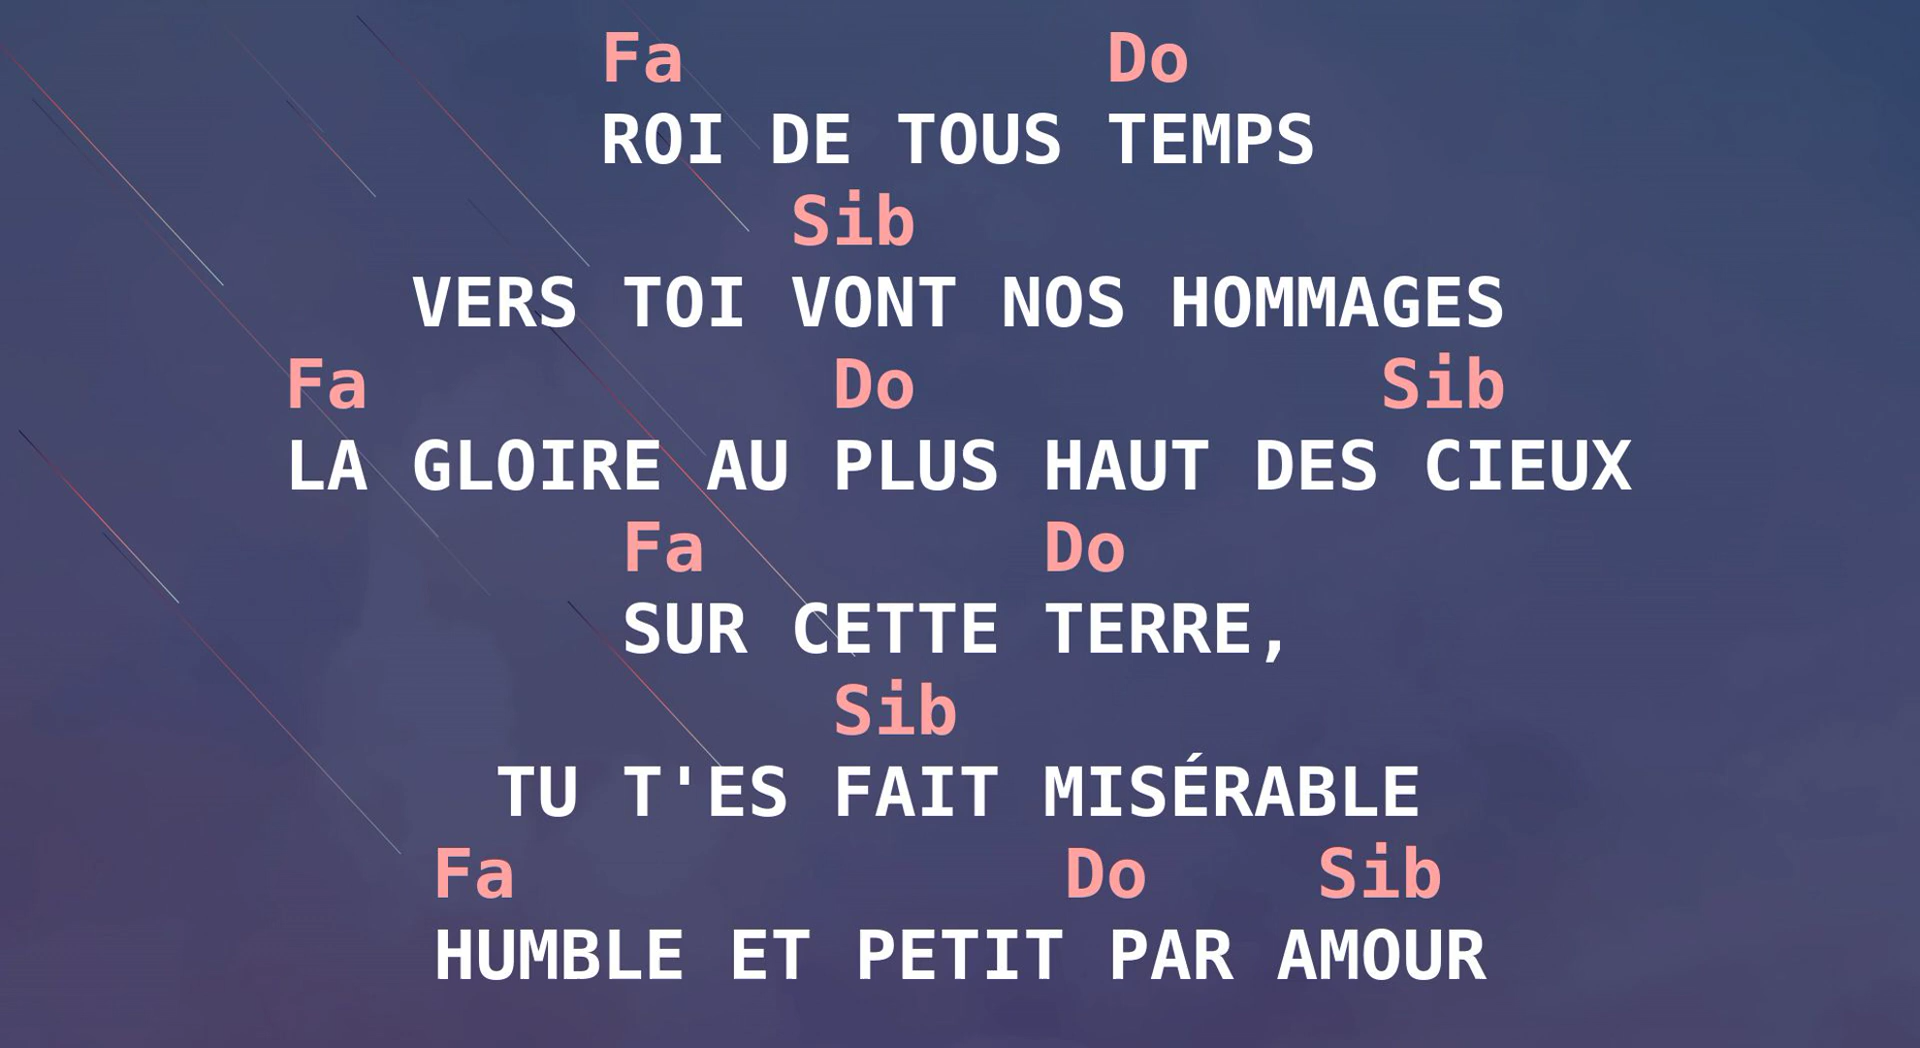 Fa Do
ROI DE TOUS TEMPS
Sib
VERS TOI VONT NOS HOMMAGES
Fa Do Sib
LA GLOIRE AU PLUS HAUT DES CIEUX
Fa Do
SUR CETTE TERRE,
Sib
TU T'ES FAIT MISÉRABLE
Fa Do Sib
HUMBLE ET PETIT PAR AMOUR